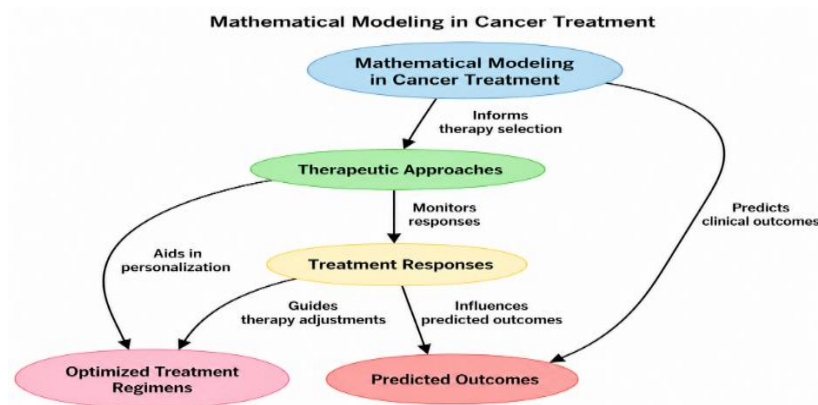 Mathematical Modeling in Cancer Treatment
Mathematical Modeling
in Cancer Treatment
Informs
therapy selection
Therapeutic Approaches
Monitors
responses
Predicts
clinical outcomes
Aids in
personalization
Treatment Responses
Guides
therapy adjustments
Influences
predicted outcomes
Optimized Treatment
Regimens
Predicted Outcomes